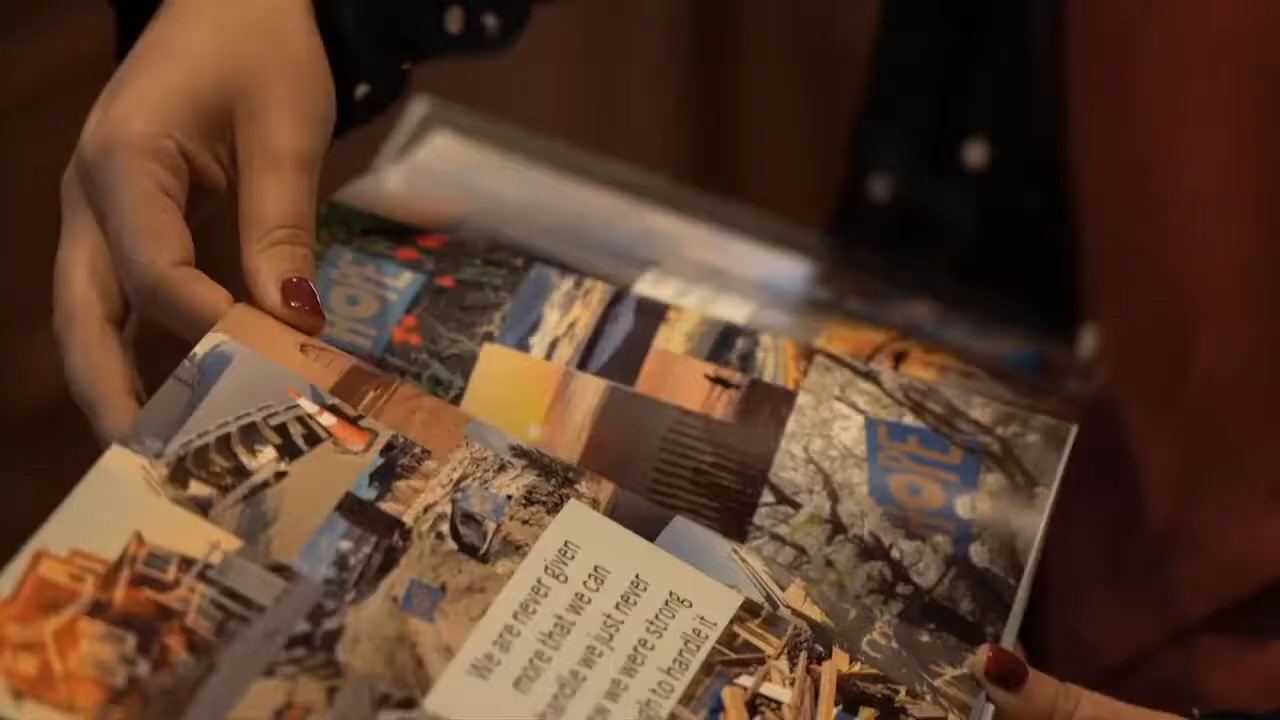 HOPE
HOPE
We are never given
more that we can
handle we just never
we were strong
to handle it